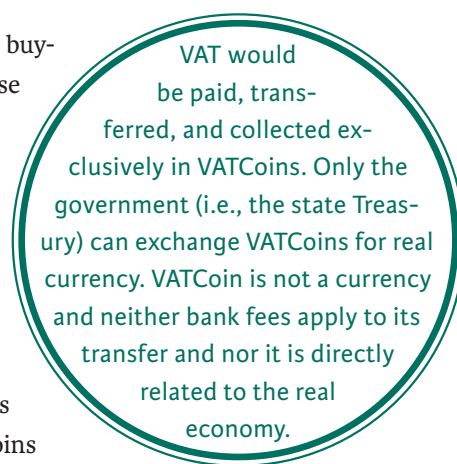 buy-
se
s
oins
VAT would
be paid, trans-
ferred, and collected ex-
clusively in VATCoins. Only the
government (i.e., the state Treas-
ury) can exchange VATCoins for real
currency. VATCoin is not a currency
and neither bank fees apply to its
transfer and nor it is directly
related to the real
economy.